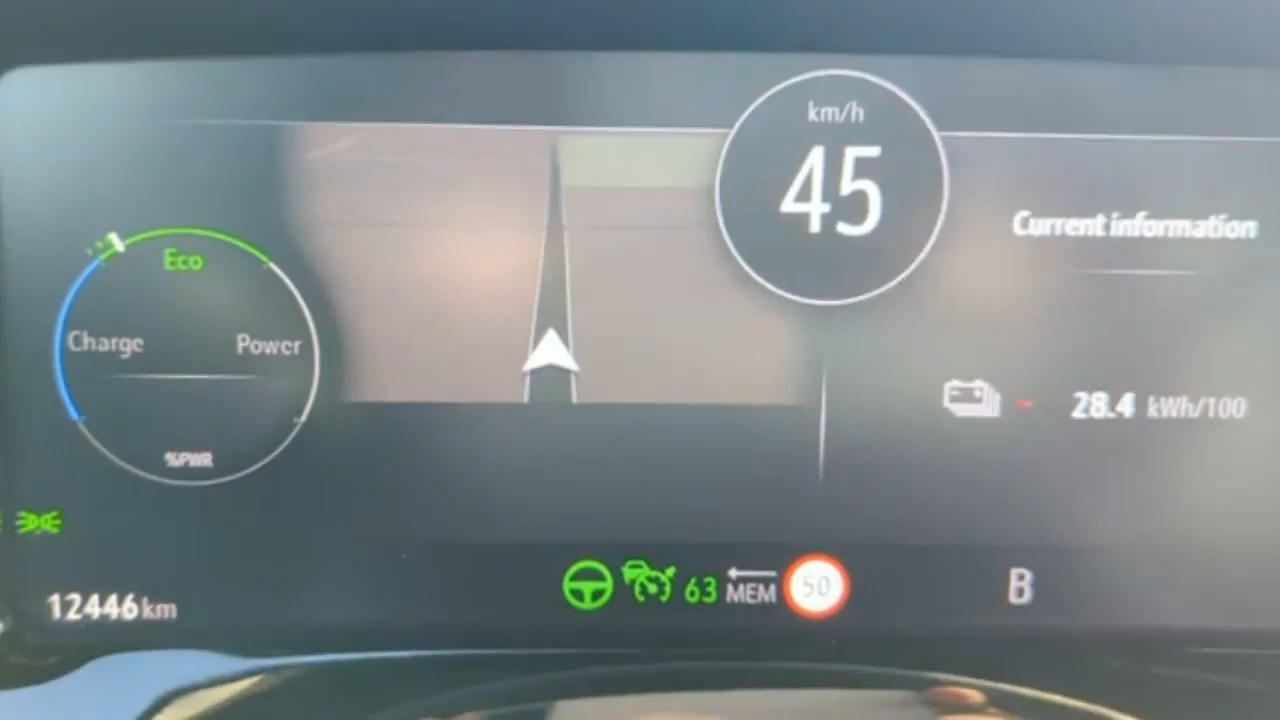 km/h
45
Current information
Eco
Charge
Power
28.4 kWh/100
%PWR
63
MEM
50
B
12446 km